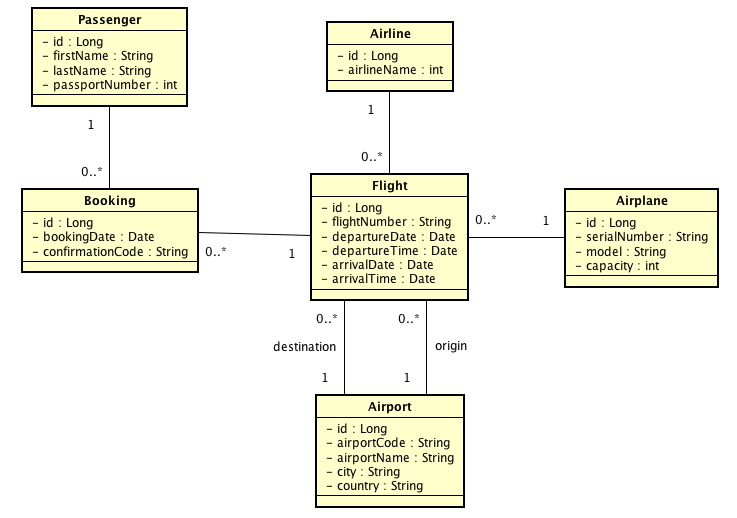 Passenger
- id : Long
- firstName : String
- lastName : String
- passportNumber : int
Airline
- id : Long
- airlineName : int
1
0..*
1
0..*
Booking
- id : Long
- bookingDate : Date
- confirmationCode : String
0..*
1
Flight
- id : Long
- flightNumber : String
- departureDate : Date
- departureTime : Date
- arrivalDate : Date
- arrivalTime : Date
0..*
1
Airplane
- id : Long
- serialNumber : String
- model : String
- capacity : int
0..*
destination
1
0..*
origin
1
Airport
- id : Long
- airportCode : String
- airportName : String
- city : String
- country : String